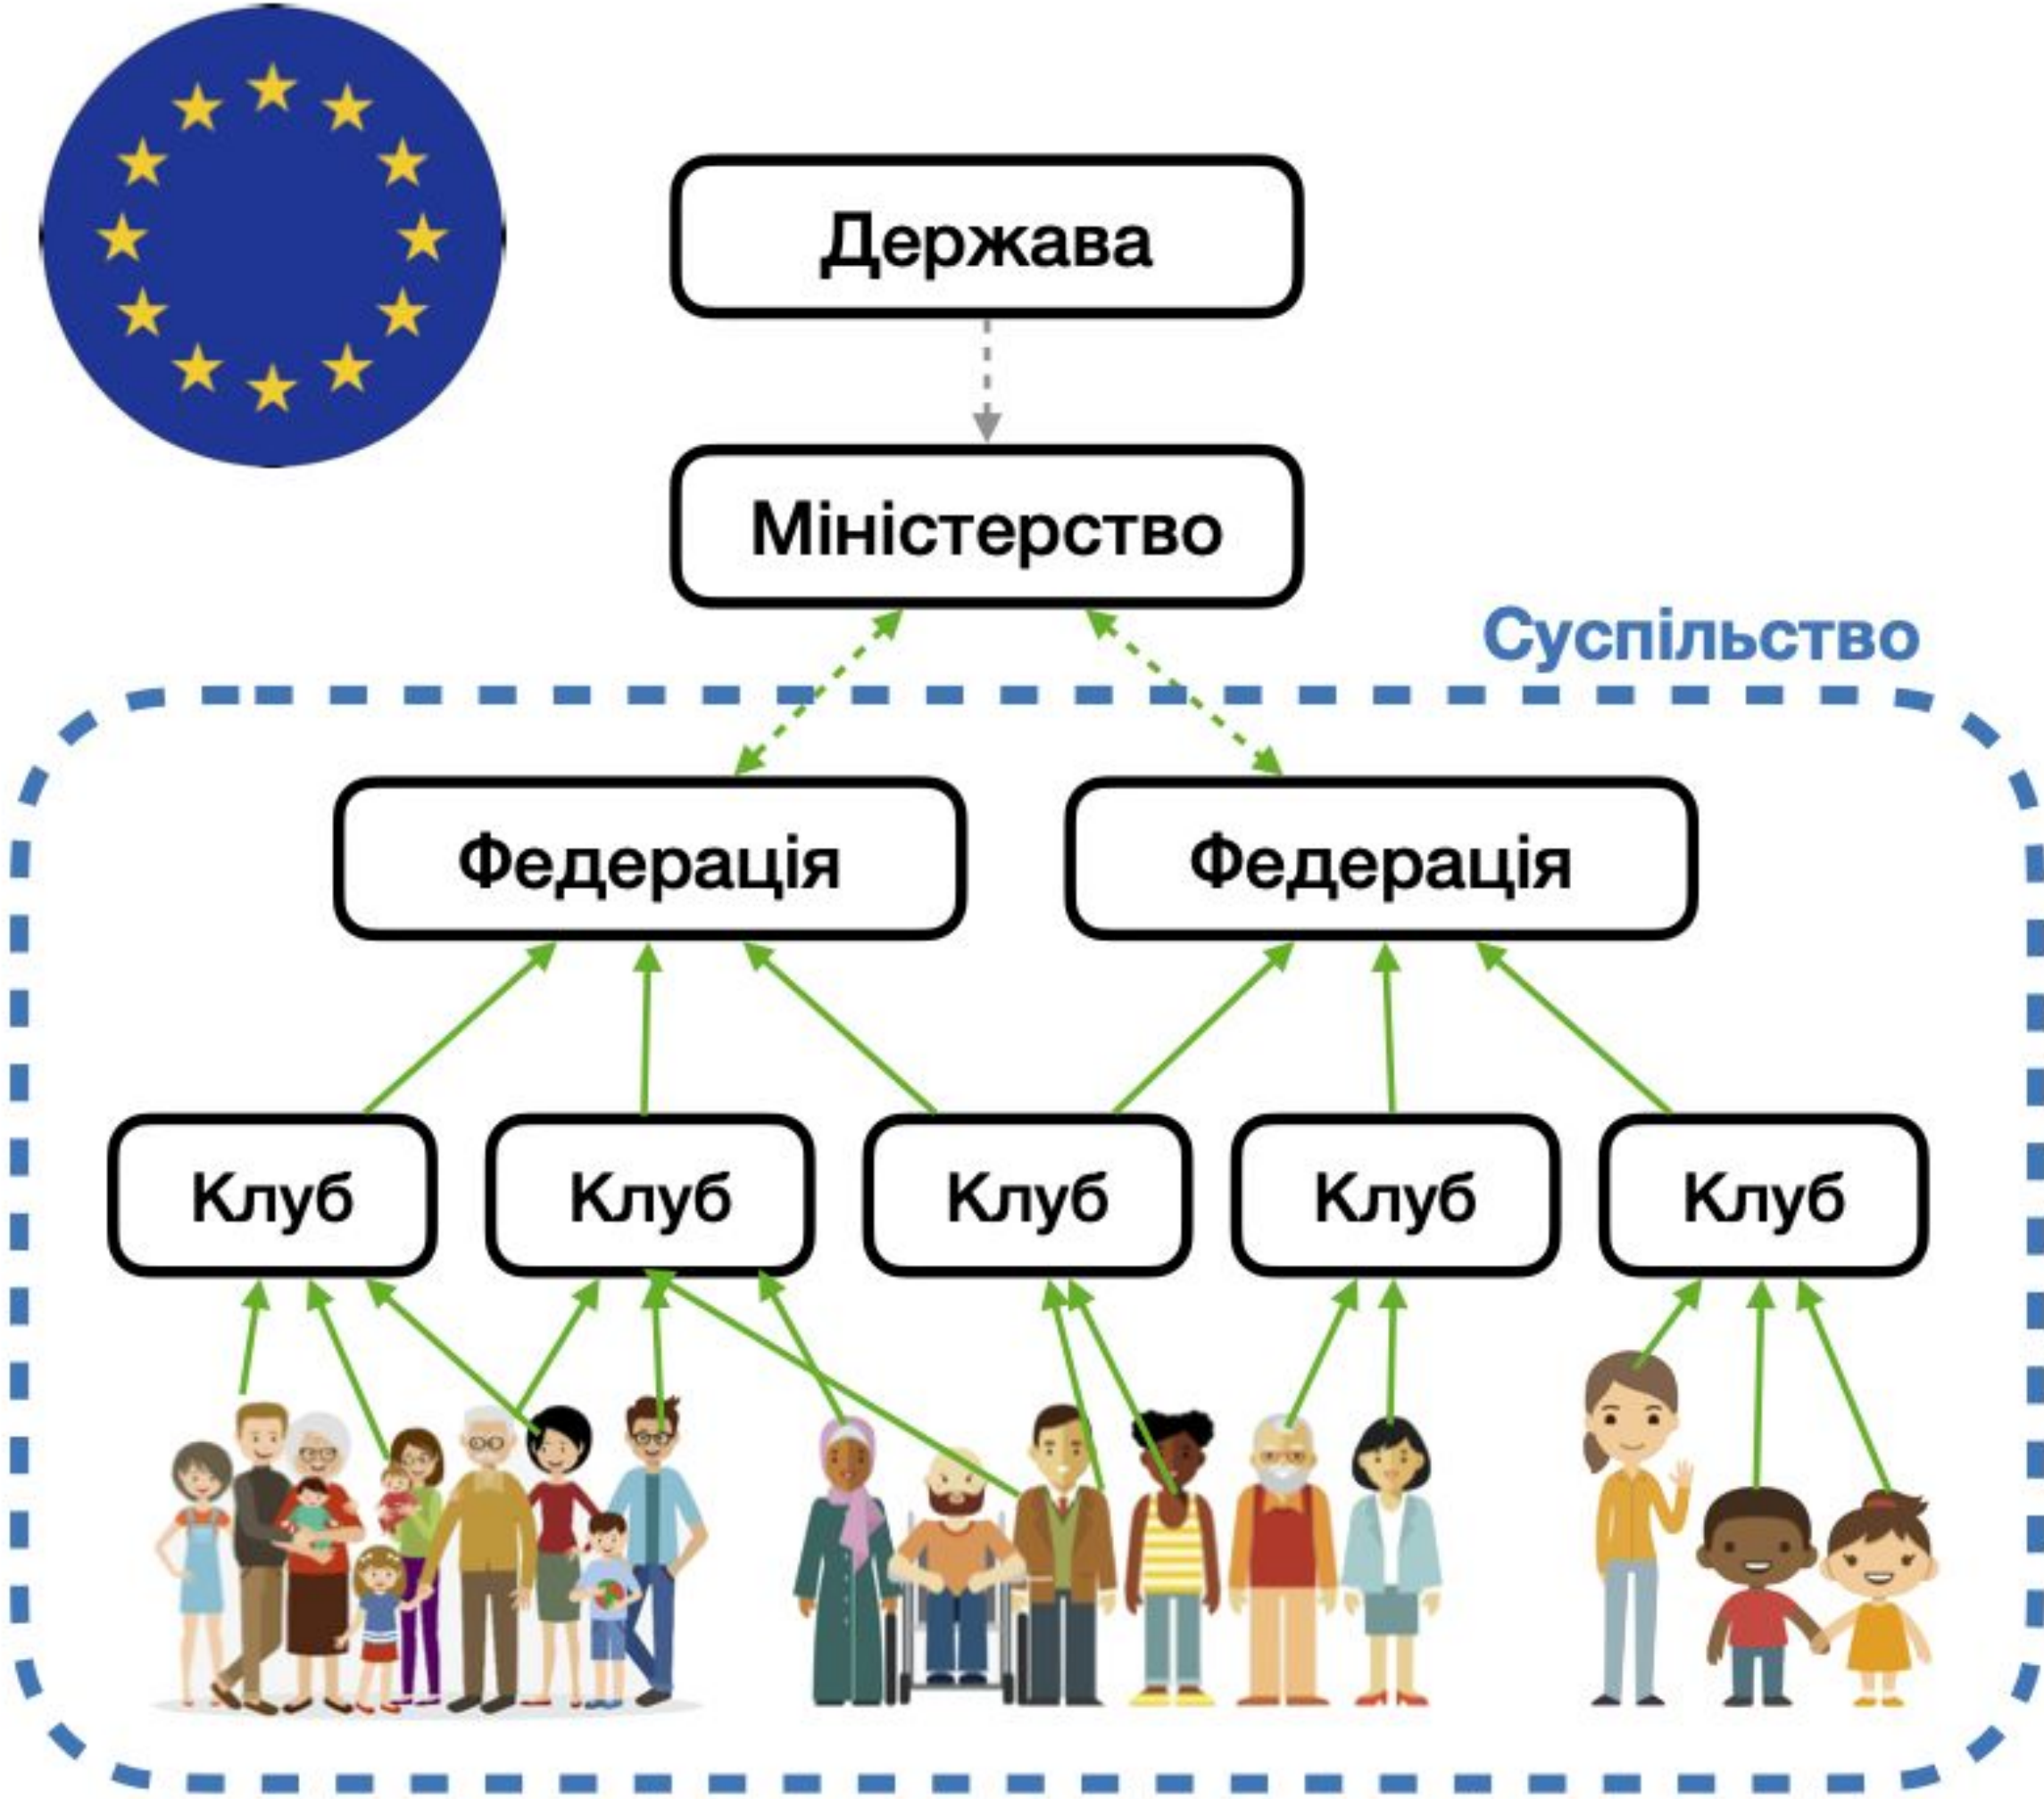 Держава
Міністерство
Суспільство
Федерація
Федерація
Клуб
Клуб
Клуб
Клуб
Клуб